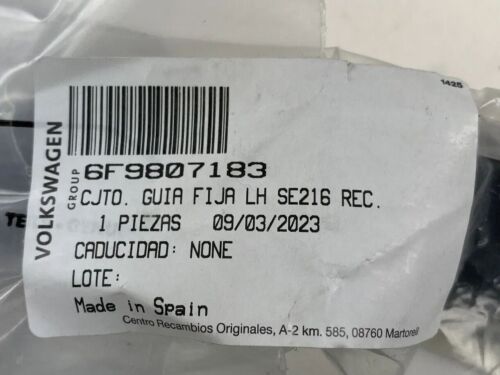 1425
VOLKSWAGEN
GROUP
6F9807183
CJTO. GUIA FIJA LH SE216 REC.
1 PIEZAS 09/03/2023
CADUCIDAD: NONE
LOTE:
Made in Spain
Centro Recambios Originales, A-2 km. 585, 08760 Martorell